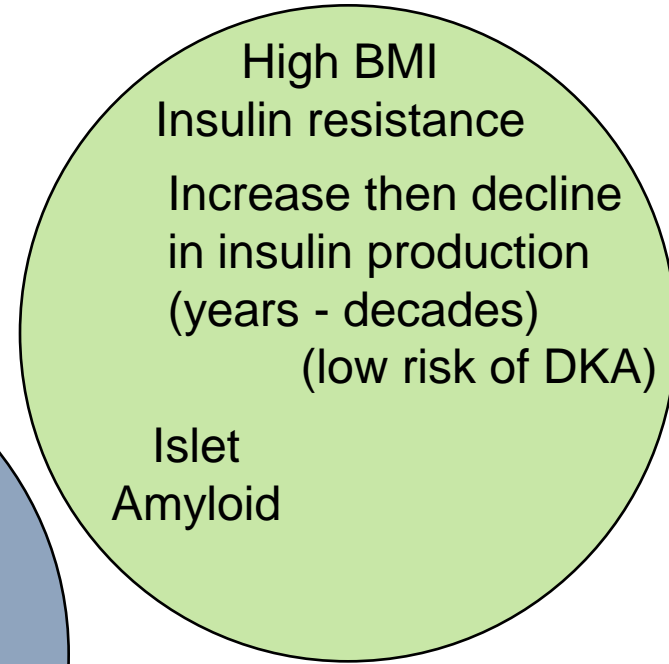 High BMI
Insulin resistance
Increase then decline
in insulin production
(years - decades)
(low risk of DKA)
Islet
Amyloid